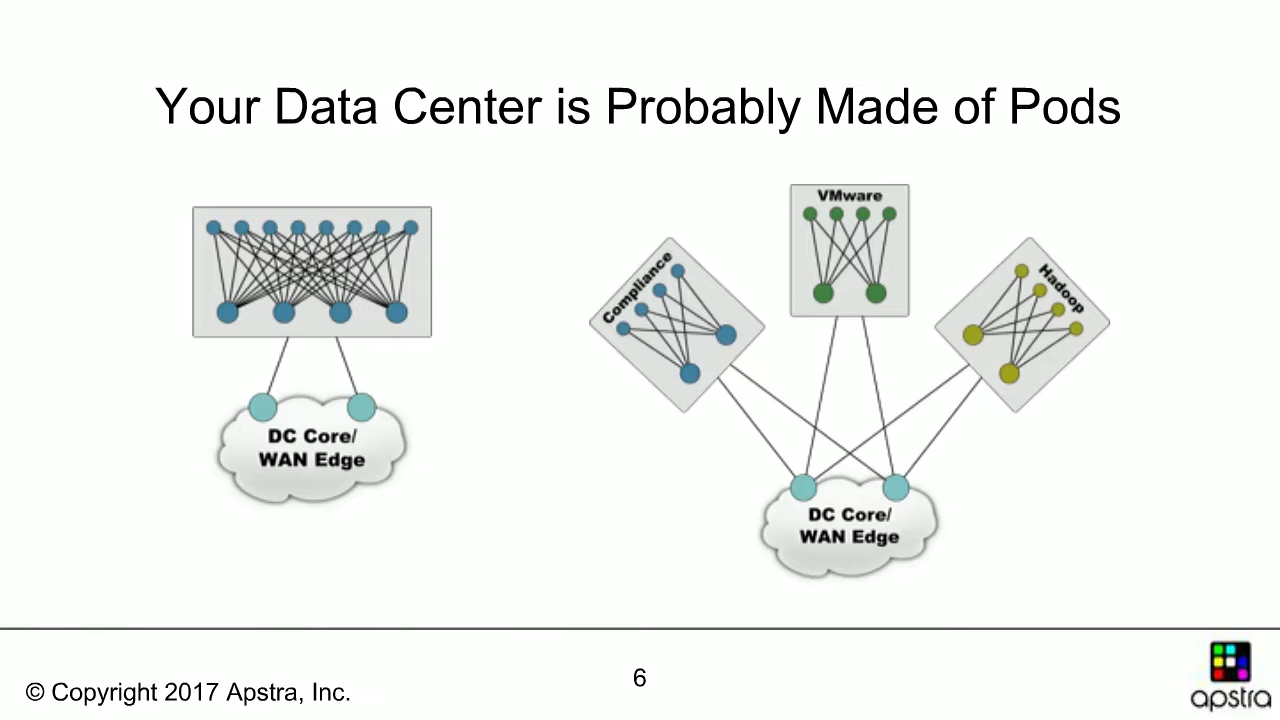 Your Data Center is Probably Made of Pods
DC Core/
WAN Edge
Compliance
VMware
Hadoop
DC Core/
WAN Edge
© Copyright 2017 Apstra, Inc.
6
apstra